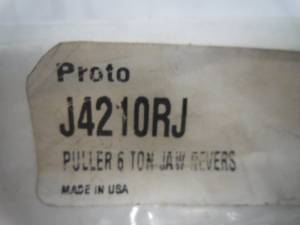 Proto
J4210RJ
PULLER 6 TON JAW REVERS
MADE IN USA